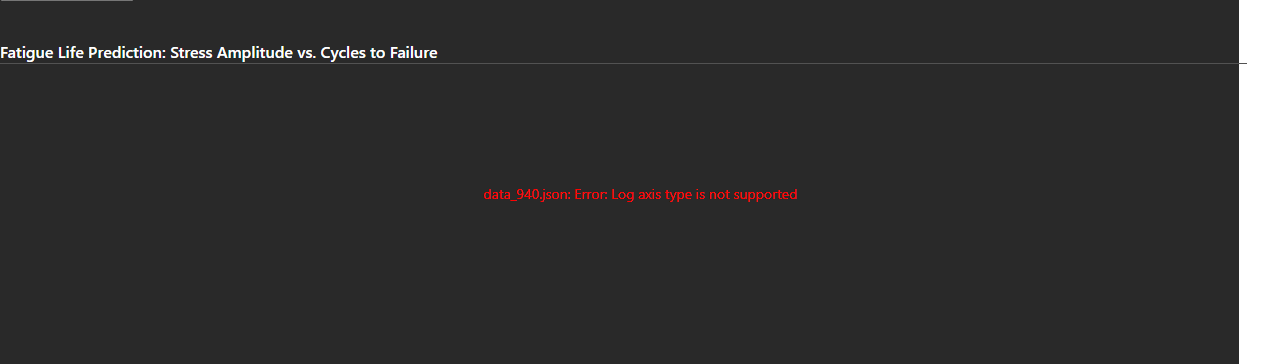 Fatigue Life Prediction: Stress Amplitude vs. Cycles to Failure
data_940.json: Error: Log axis type is not supported